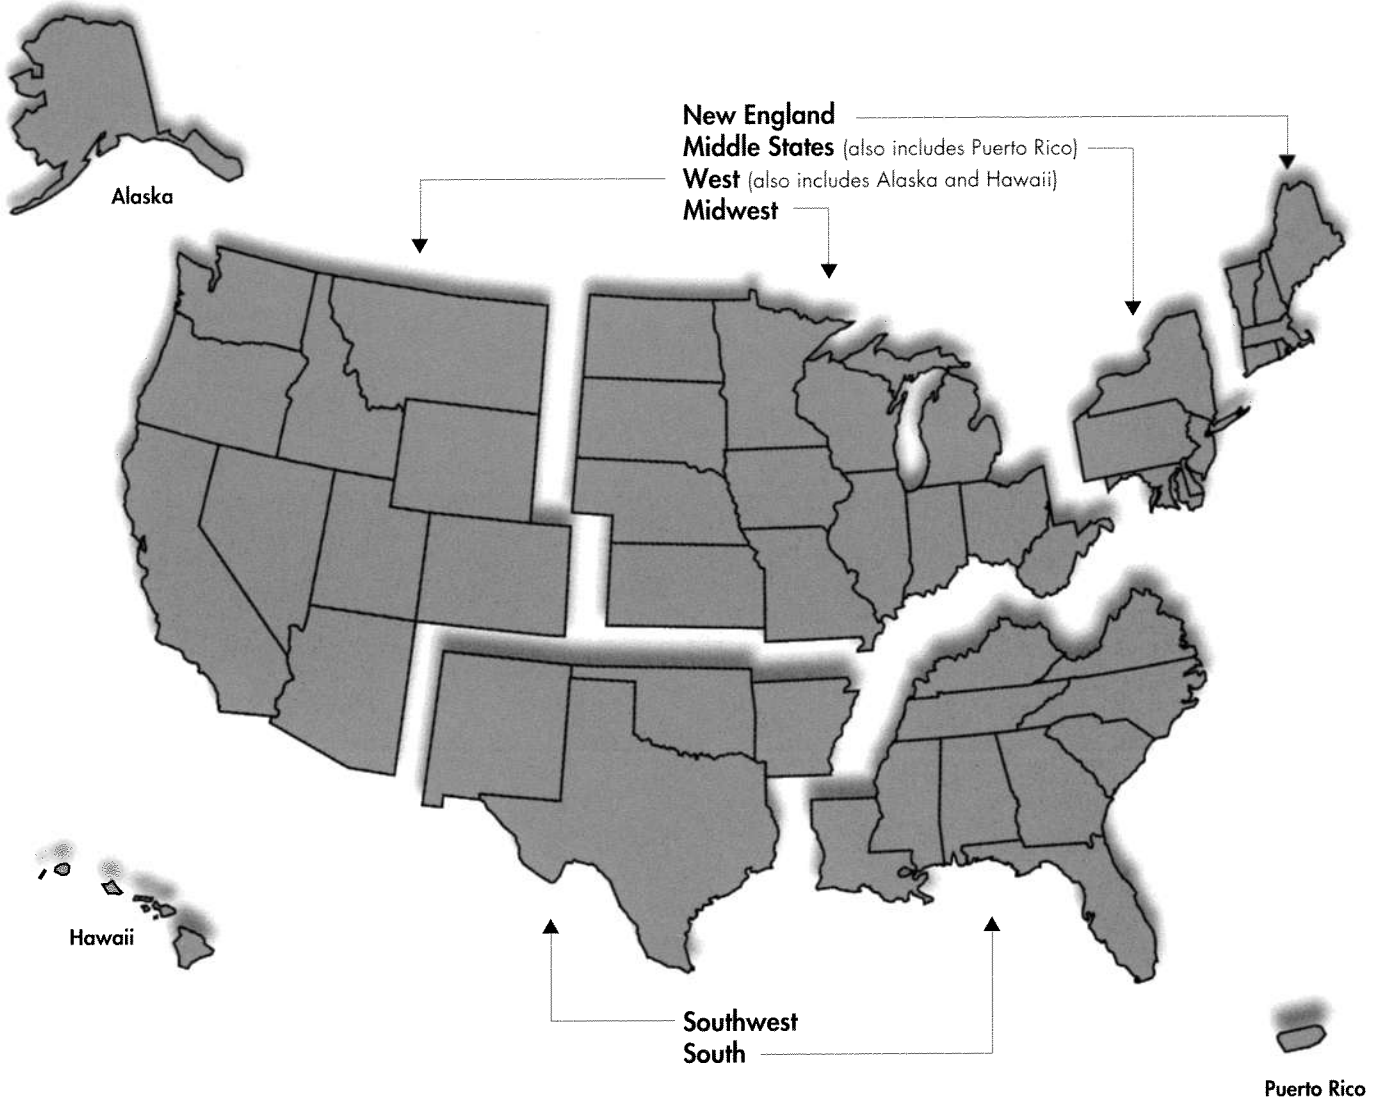 New England
Middle States (also includes Puerto Rico)
West (also includes Alaska and Hawaii)
Midwest
Alaska
Hawaii
Southwest
South
Puerto Rico